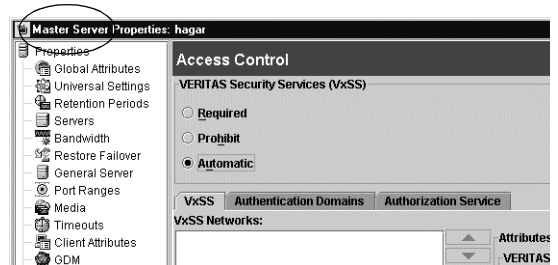 Master Server Properties: hagar
Properties
Global Attributes
Universal Settings
Retention Periods
Servers
Bandwidth
Restore Failover
General Server
Port Ranges
Media
Timeouts
Client Attributes
GDM
Access Control
VERITAS Security Services (VxSS)
Required
Prohibit
Automatic
VxSS Authentication Domains Authorization Service
VxSS Networks:
Attributes
VERITAS